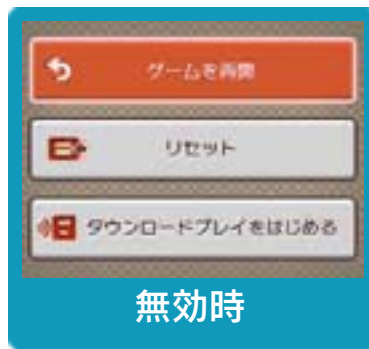 ゲームを再開
リセット
ダウンロードプレイをはじめる
無効時